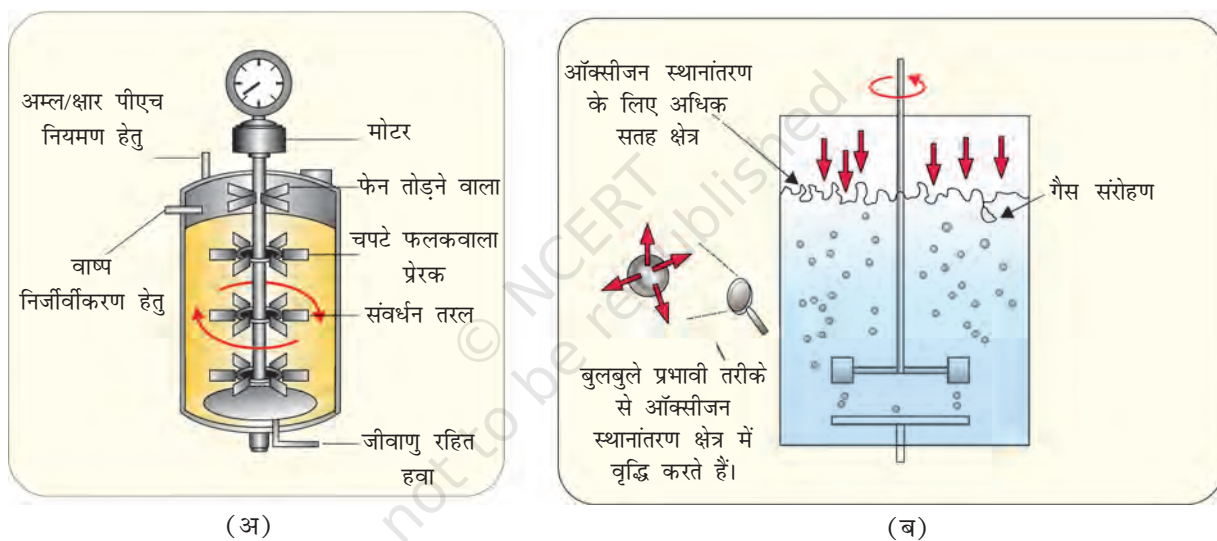 अम्ल/क्षार पीएच
नियमण हेतु
वाष्प
निर्जीर्वीकरण हेतु
मोटर
फेन तोड़ने वाला
चपटे फलकवाला
प्रेरक
संवर्धन तरल
जीवाणु रहित
हवा
(अ)
ऑक्सीजन स्थानांतरण
के लिए अधिक
सतह क्षेत्र
गैस संरोहण
बुलबुले प्रभावी तरीके
से ऑक्सीजन
स्थानांतरण क्षेत्र में
वृद्धि करते हैं।
(ब)
© NCERT
not to be republished